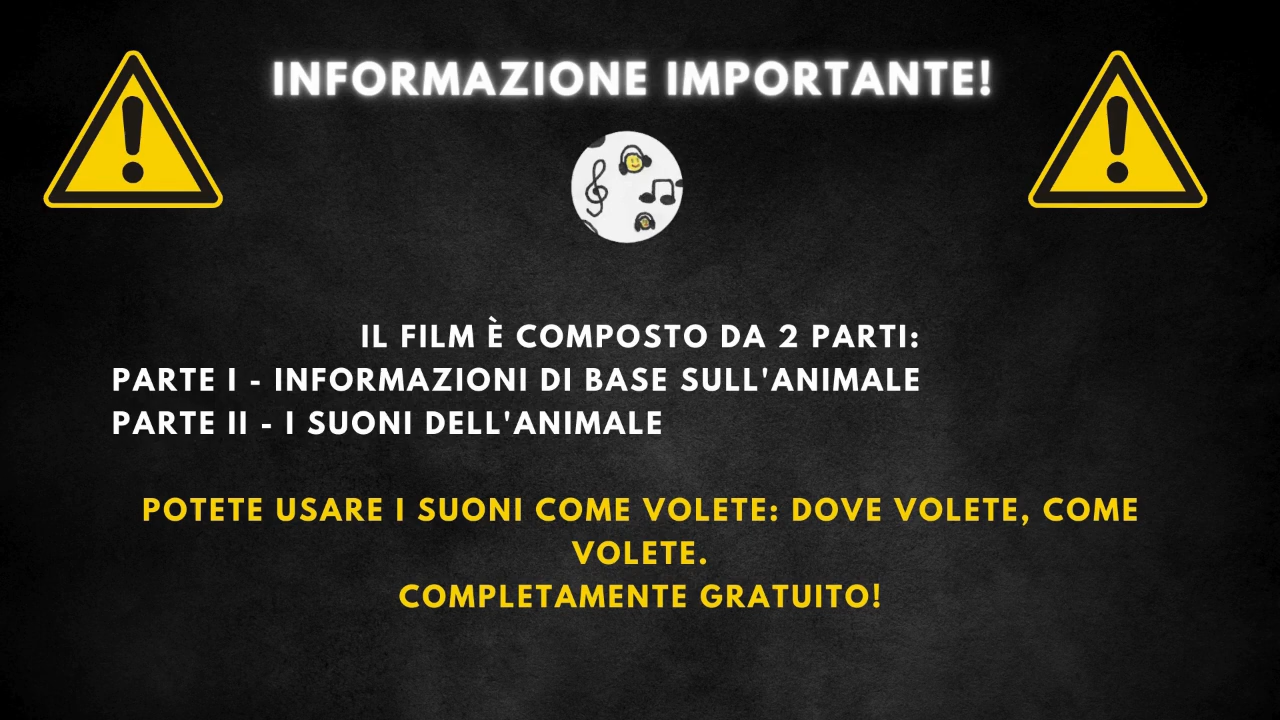 INFORMAZIONE IMPORTANTE!
IL FILM È COMPOSTO DA 2 PARTI:
PARTE I - INFORMAZIONI DI BASE SULL'ANIMALE
PARTE II - I SUONI DELL'ANIMALE
POTETE USARE I SUONI COME VOLETE: DOVE VOLETE, COME
VOLETE.
COMPLETAMENTE GRATUITO!